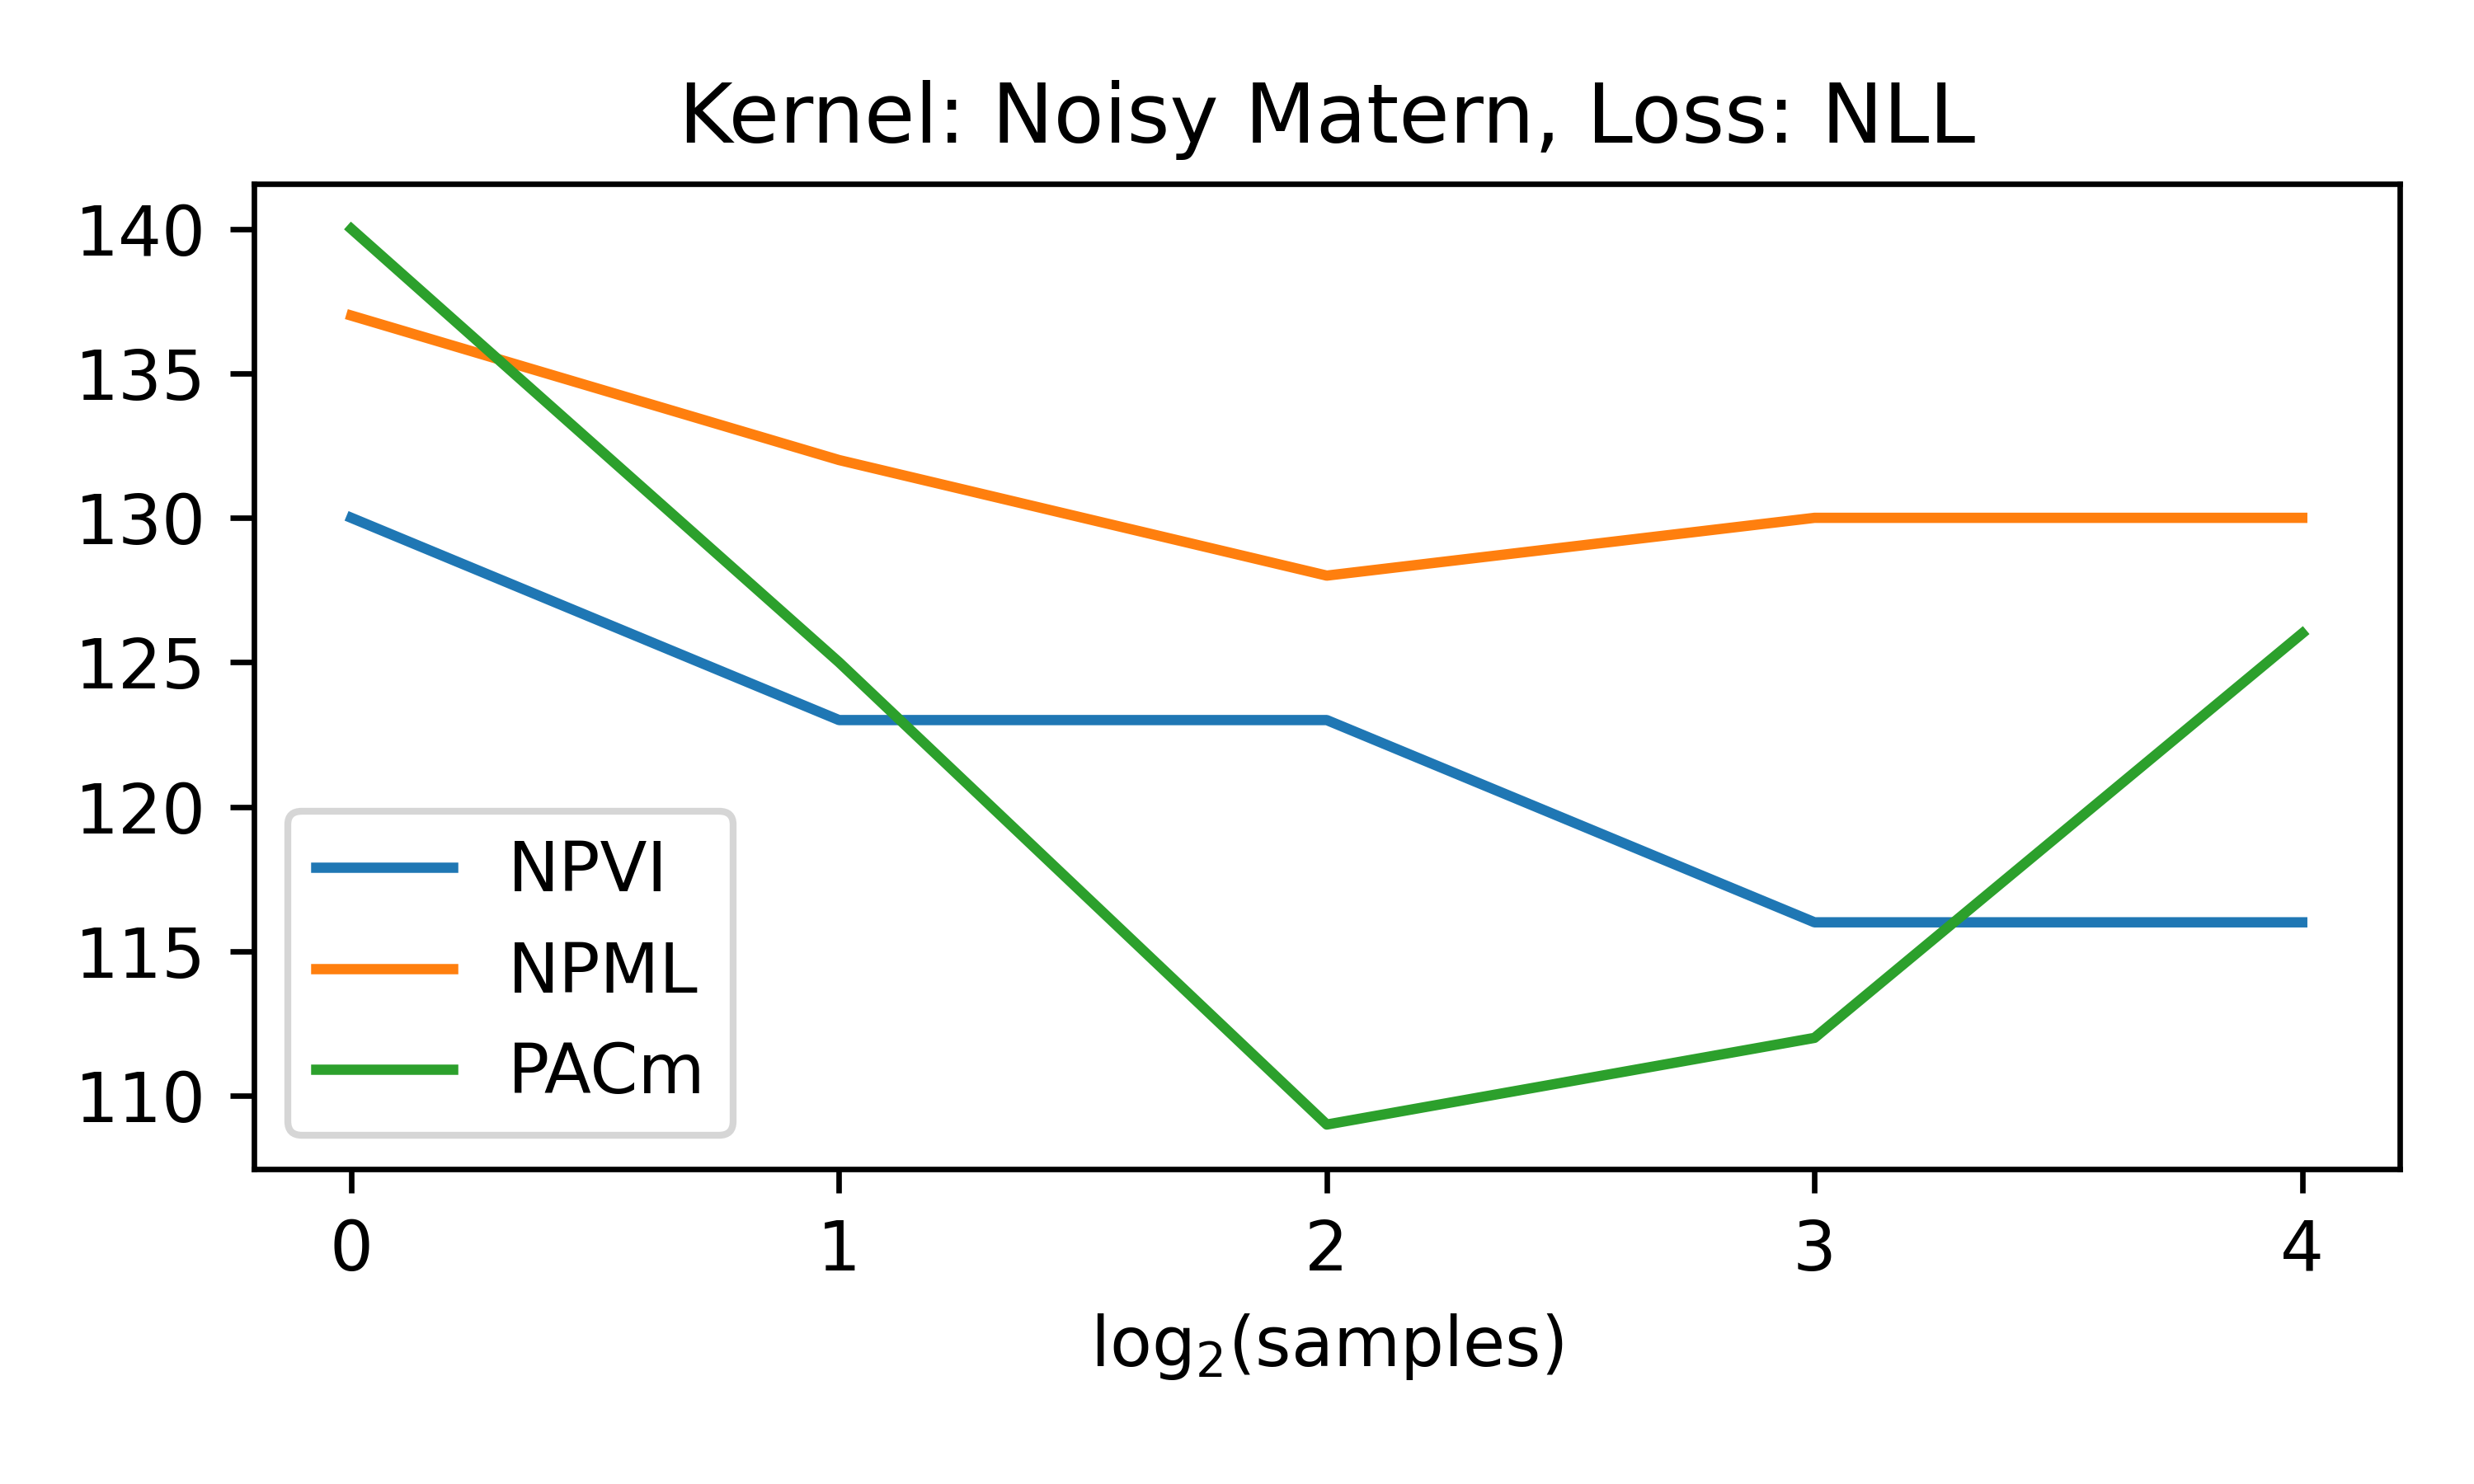 Kernel: Noisy Matern, Loss: NLL
140
135
130
125
120
115
110
NPVI
NPML
PACm
0 1 2 3 4
log₂(samples)